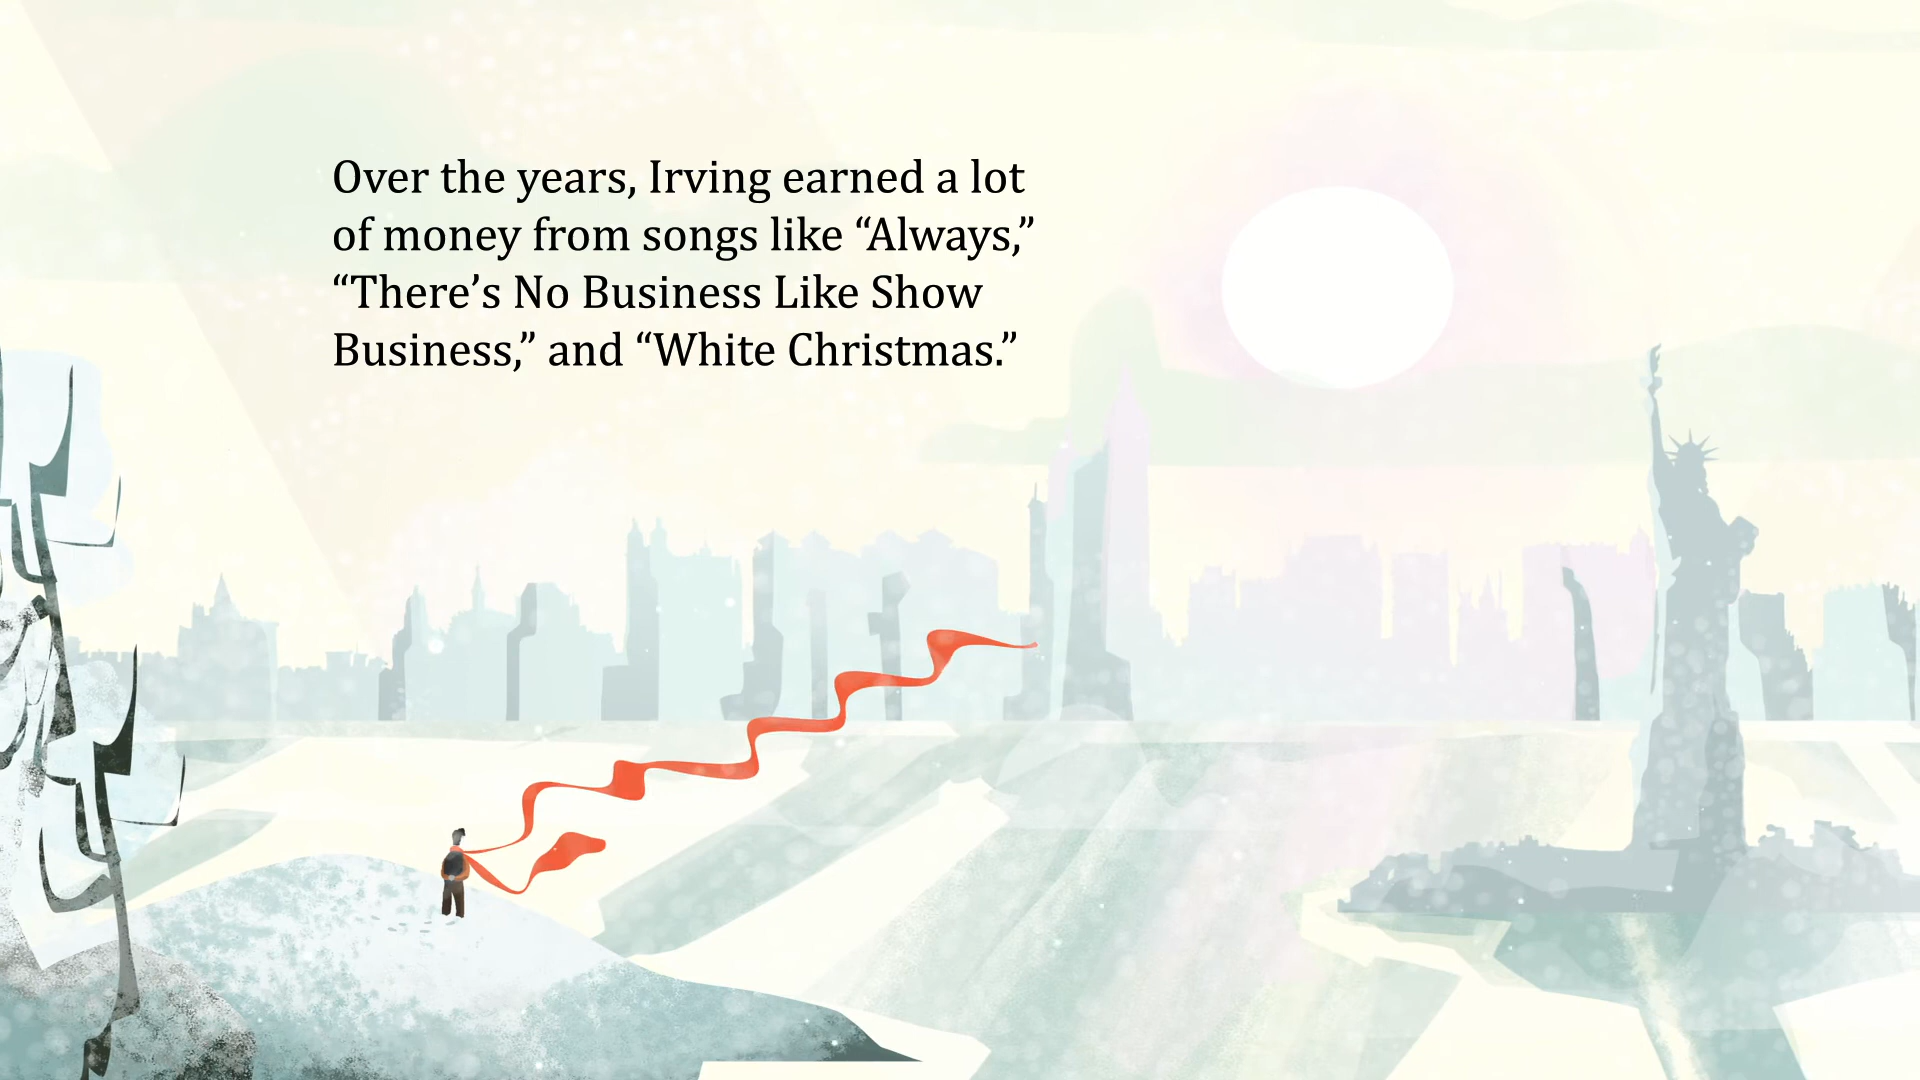 Over the years, Irving earned a lot
of money from songs like “Always,”
“There’s No Business Like Show
Business,” and “White Christmas.”